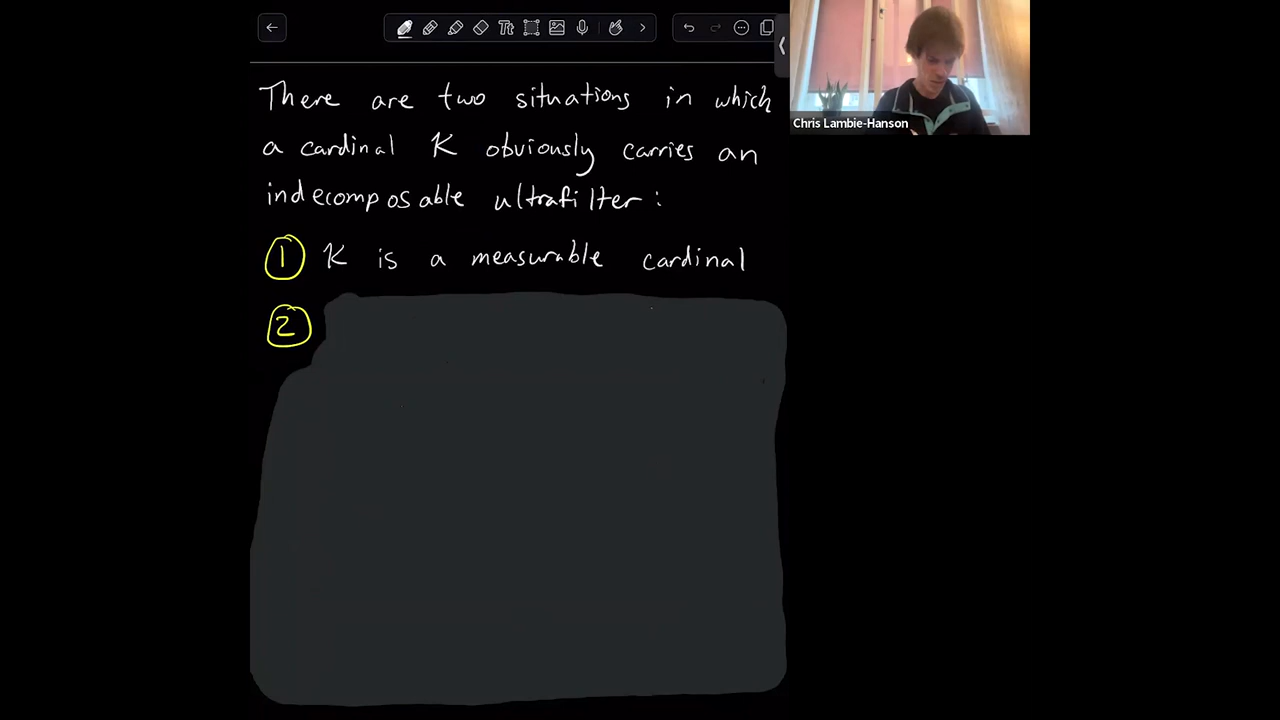 Tt
There are two situations in which
a cardinal K obviously carries an
indecomposable ultrafilter:
1 K is a measurable cardinal
2
Chris Lambie-Hanson